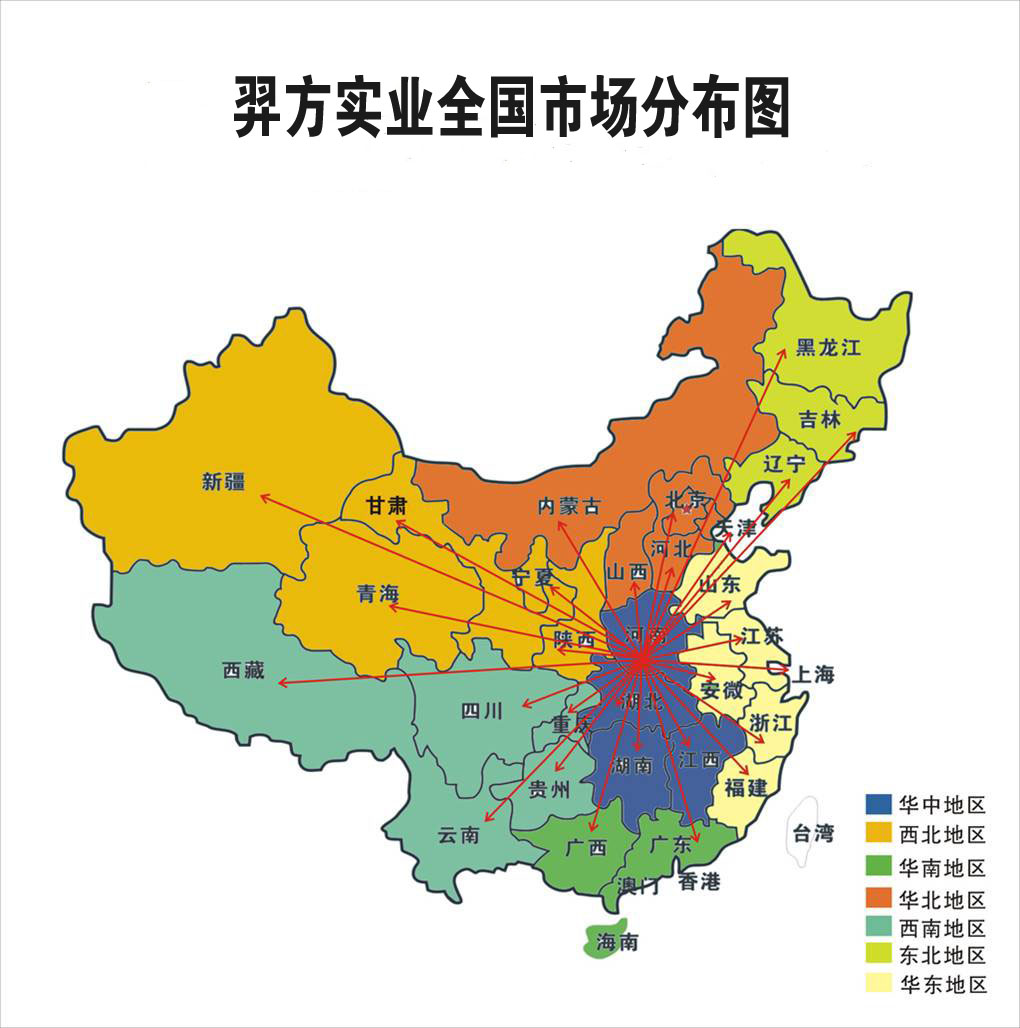 羿方实业全国市场分布图
黑龙江
吉林
辽宁
新疆
甘肃
内蒙古
北京
天津
河北
宁夏
山西
山东
青海
陕西
河南
江苏
西藏
上海
安徽
四川
湖北
重庆
浙江
湖南
江西
贵州
福建
云南
广西
广东
台湾
澳门
香港
海南
华中地区
西北地区
华南地区
华北地区
西南地区
东北地区
华东地区